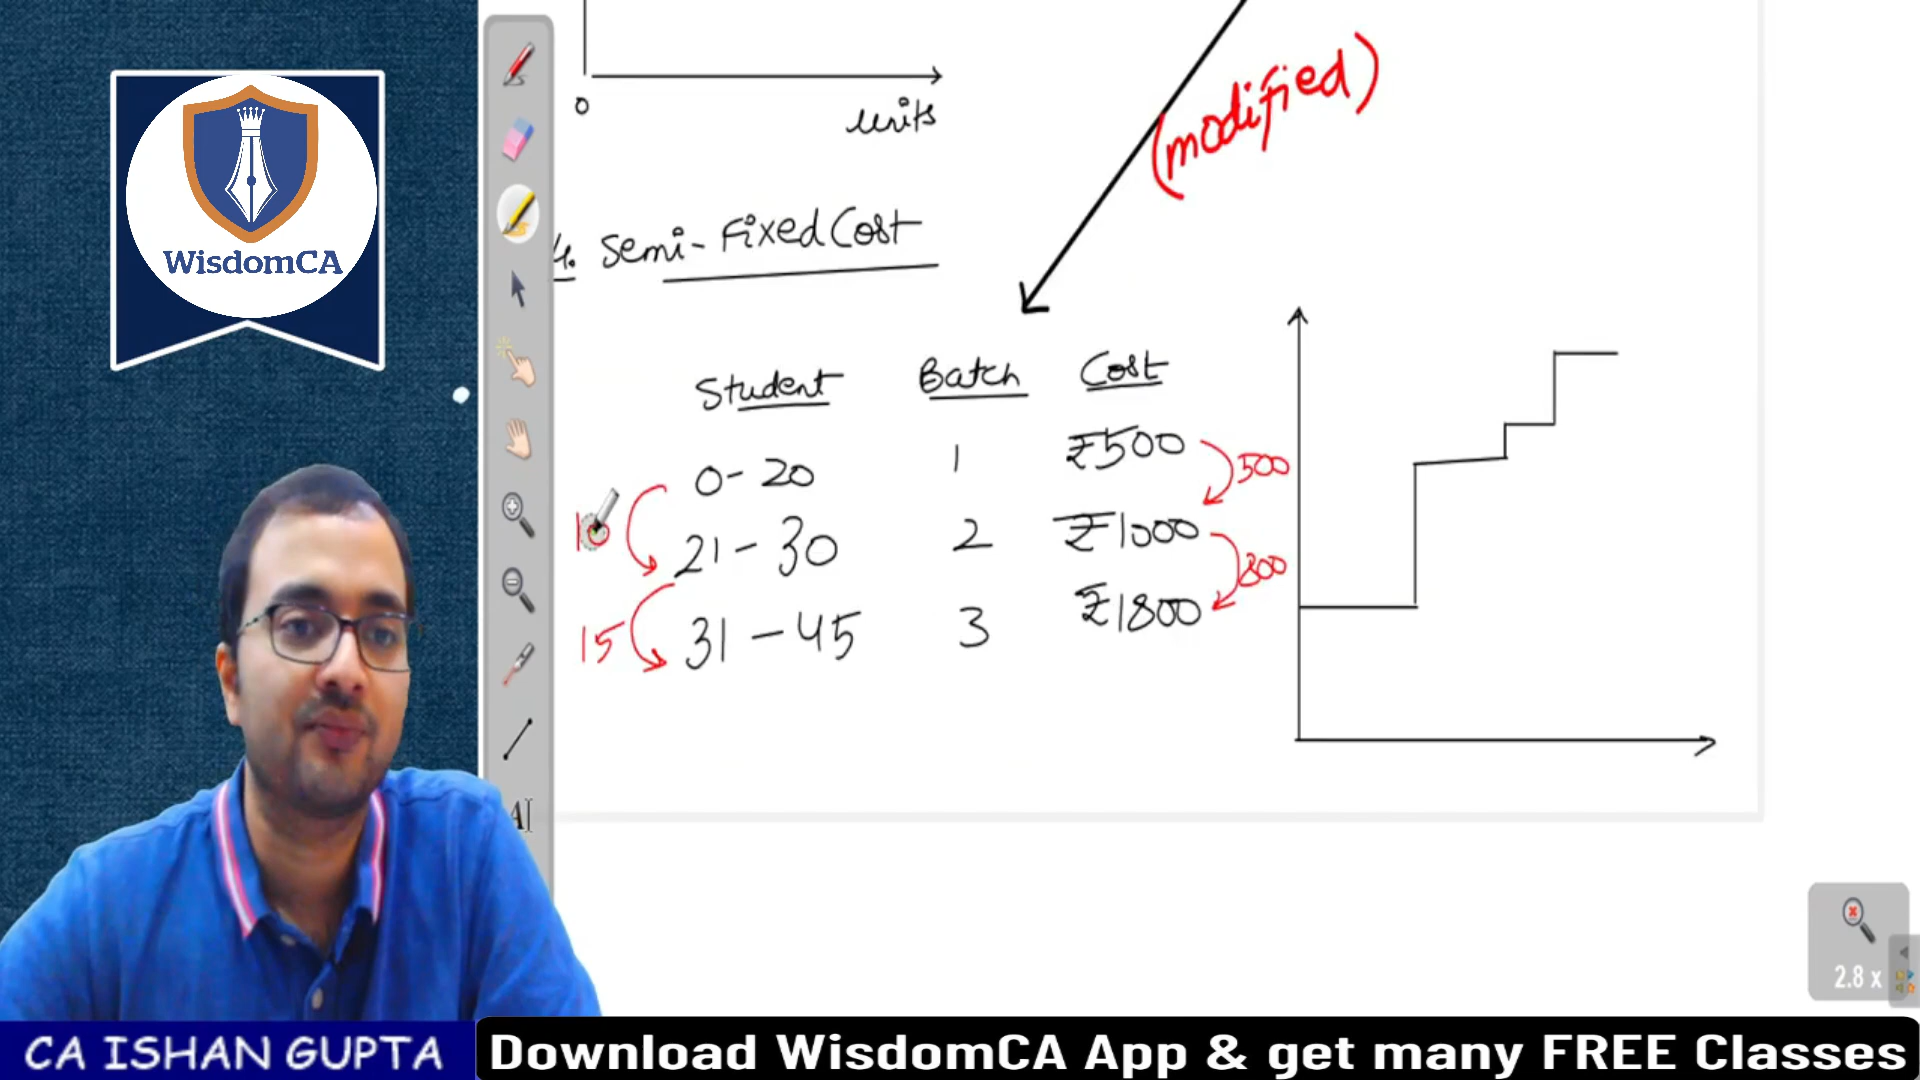 WisdomCA
0
units
(modified)
4. Semi-Fixed Cost
Student Batch Cost
0-20 1 ₹500
500
10
21-30 2 ₹1000
800
15
31-45 3 ₹1800
AI
2.8 x
CA ISHAN GUPTA
Download WisdomCA App & get many FREE Classes